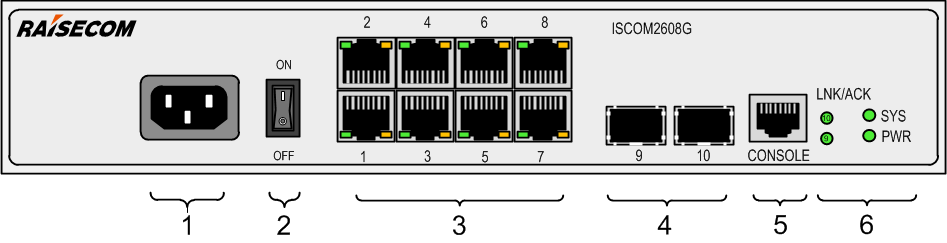 RAISECOM
ISCOM2608G
2 4 6 8
ON
OFF
1 3 5 7
9 10
CONSOLE
LNK/ACK
10 SYS
9 PWR
1 2 3 4 5 6